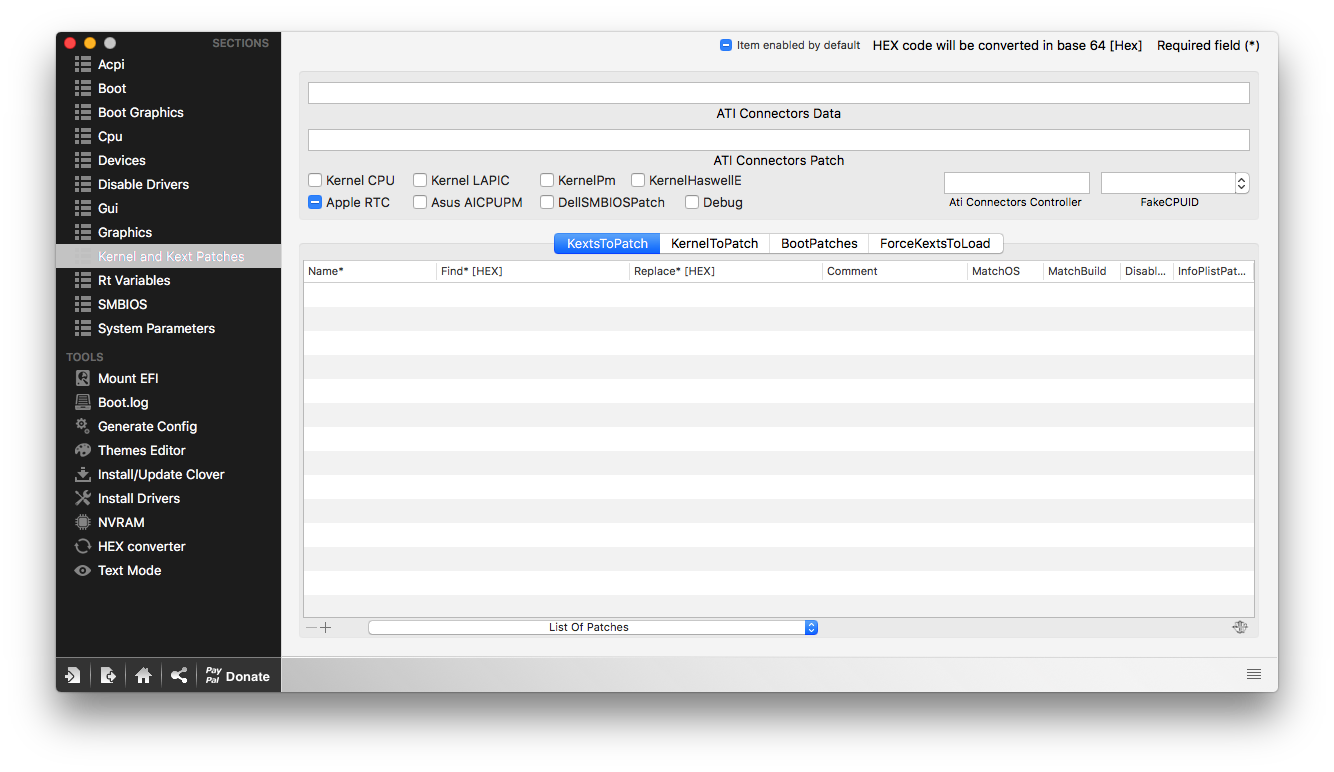 SECTIONS
Acpi
Boot
Boot Graphics
Cpu
Devices
Disable Drivers
Gui
Graphics
Kernel and Kext Patches
Rt Variables
SMBIOS
System Parameters
TOOLS
Mount EFI
Boot.log
Generate Config
Themes Editor
Install/Update Clover
Install Drivers
NVRAM
HEX converter
Text Mode
Pay
Pal
Donate
Item enabled by default HEX code will be converted in base 64 [Hex] Required field (*)
ATI Connectors Data
ATI Connectors Patch
Kernel CPU Kernel LAPIC KernelPm KernelHaswellE
Apple RTC Asus AICPUPM DellSMBIOSPatch Debug
Ati Connectors Controller FakeCPUID
KextsToPatch KernelToPatch BootPatches ForceKextsToLoad
Name* Find* [HEX] Replace* [HEX] Comment MatchOS MatchBuild Disabl... InfoPlistPat...
List Of Patches